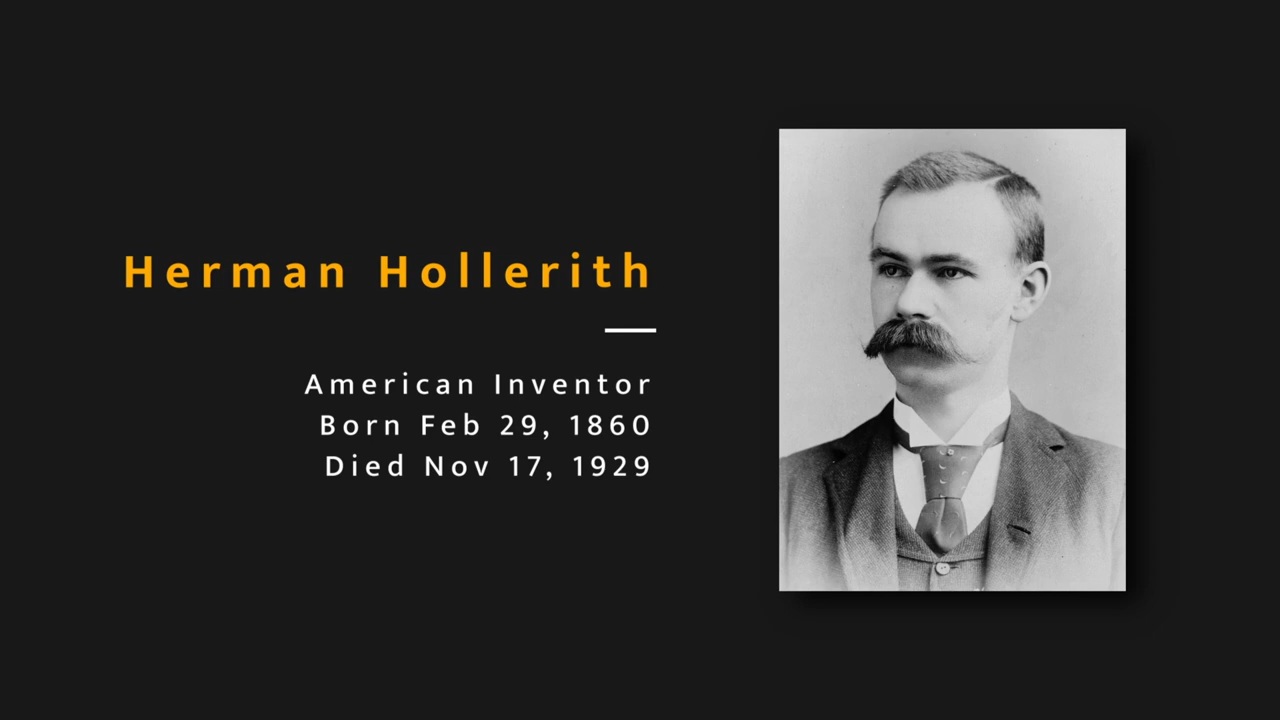 Herman Hollerith
American Inventor
Born Feb 29, 1860
Died Nov 17, 1929